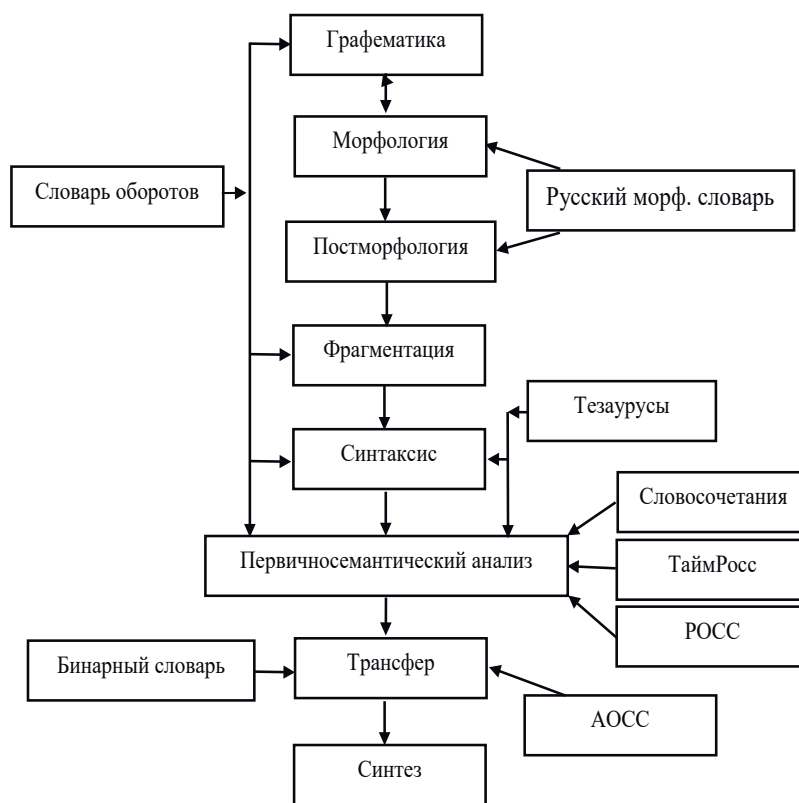 Графематика
Морфология
Словарь оборотов
Русский морф. словарь
Постморфология
Фрагментация
Тезаурусы
Синтаксис
Словосочетания
Первичносемантический анализ
ТаймРосс
РОСС
Бинарный словарь
Трансфер
АОСС
Синтез